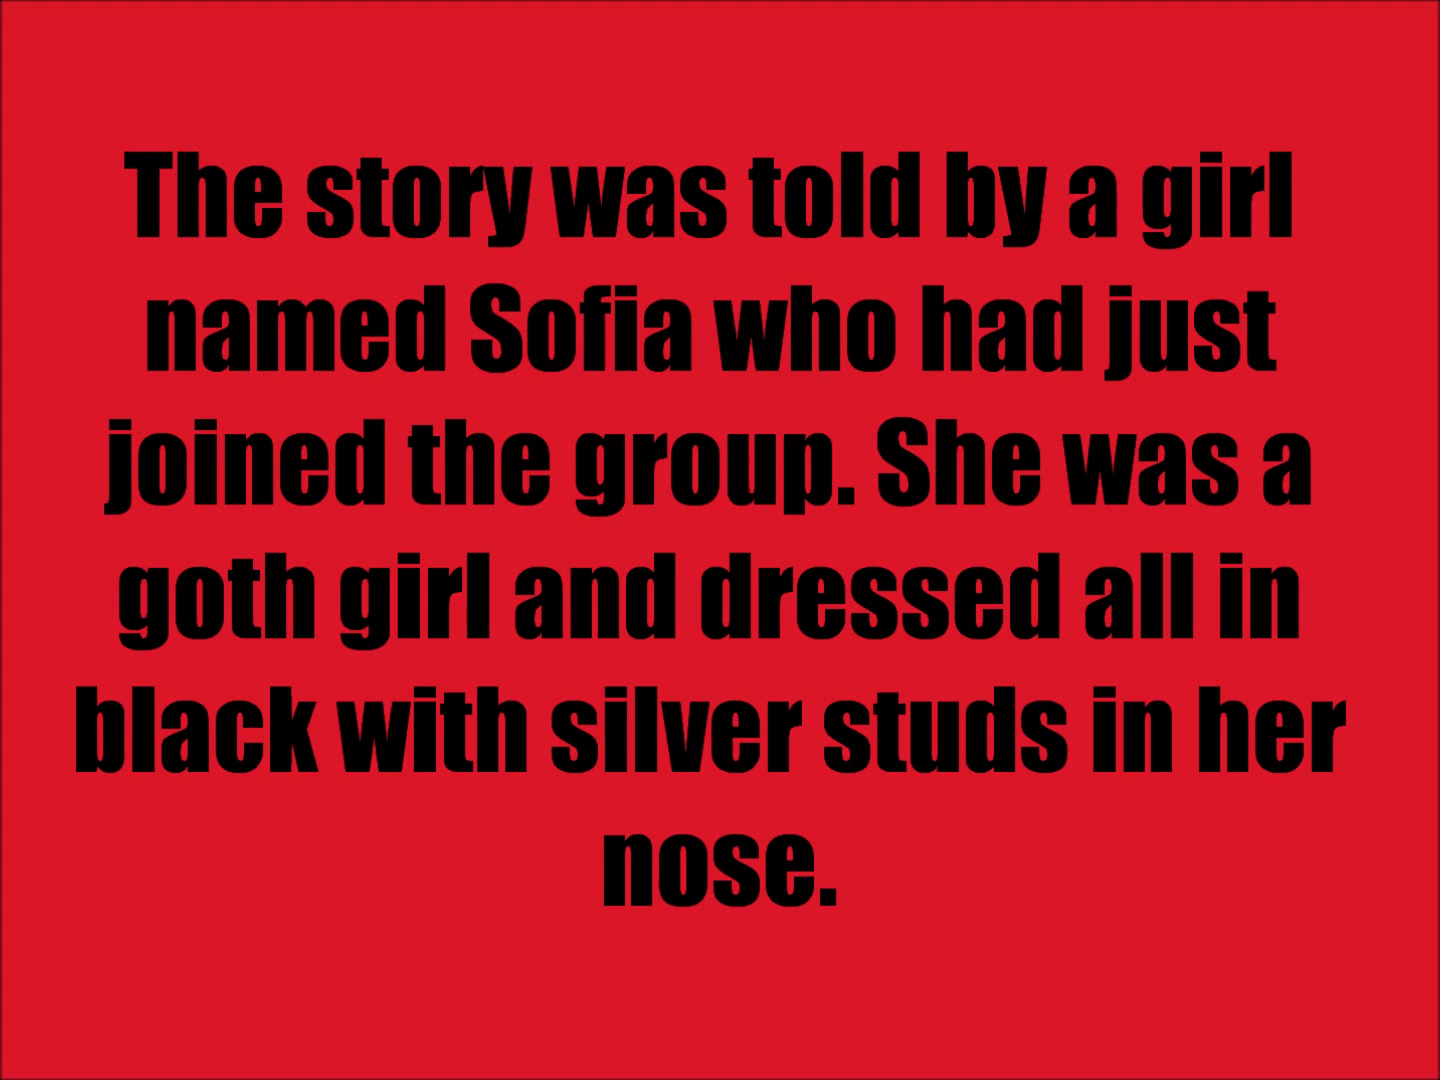 The story was told by a girl
named Sofia who had just
joined the group. She was a
goth girl and dressed all in
black with silver studs in her
nose.